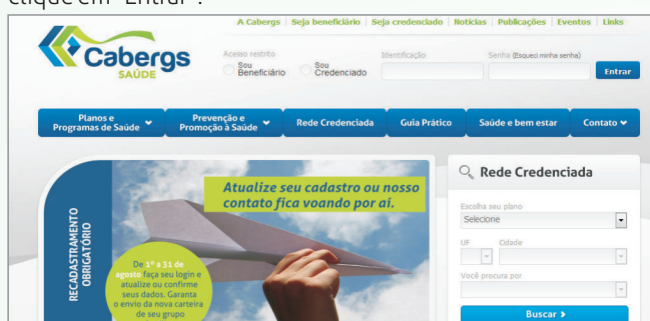 clique em "Entrar".
A Cabergs | Seja beneficiário | Seja credenciado | Notícias | Publicações | Eventos | Links
Cabergs
SAÚDE
Acesso restrito
Sou Beneficiário
Sou Credenciado
Identificação
Senha (Esqueci minha senha)
Entrar
Planos e
Programas de Saúde
Prevenção e
Promoção à Saúde
Rede Credenciada
Guia Prático
Saúde e bem estar
Contato
RECADASTRAMENTO
OBRIGATÓRIO
Atualize seu cadastro ou nosso
contato fica voando por aí.
De 1º a 31 de
agosto faça seu login e
atualize ou confirme
seus dados. Garanta
o envio da nova carteira
de seu grupo
Rede Credenciada
Escolha seu plano
Selecione
UF
Cidade
Você procura por
Buscar